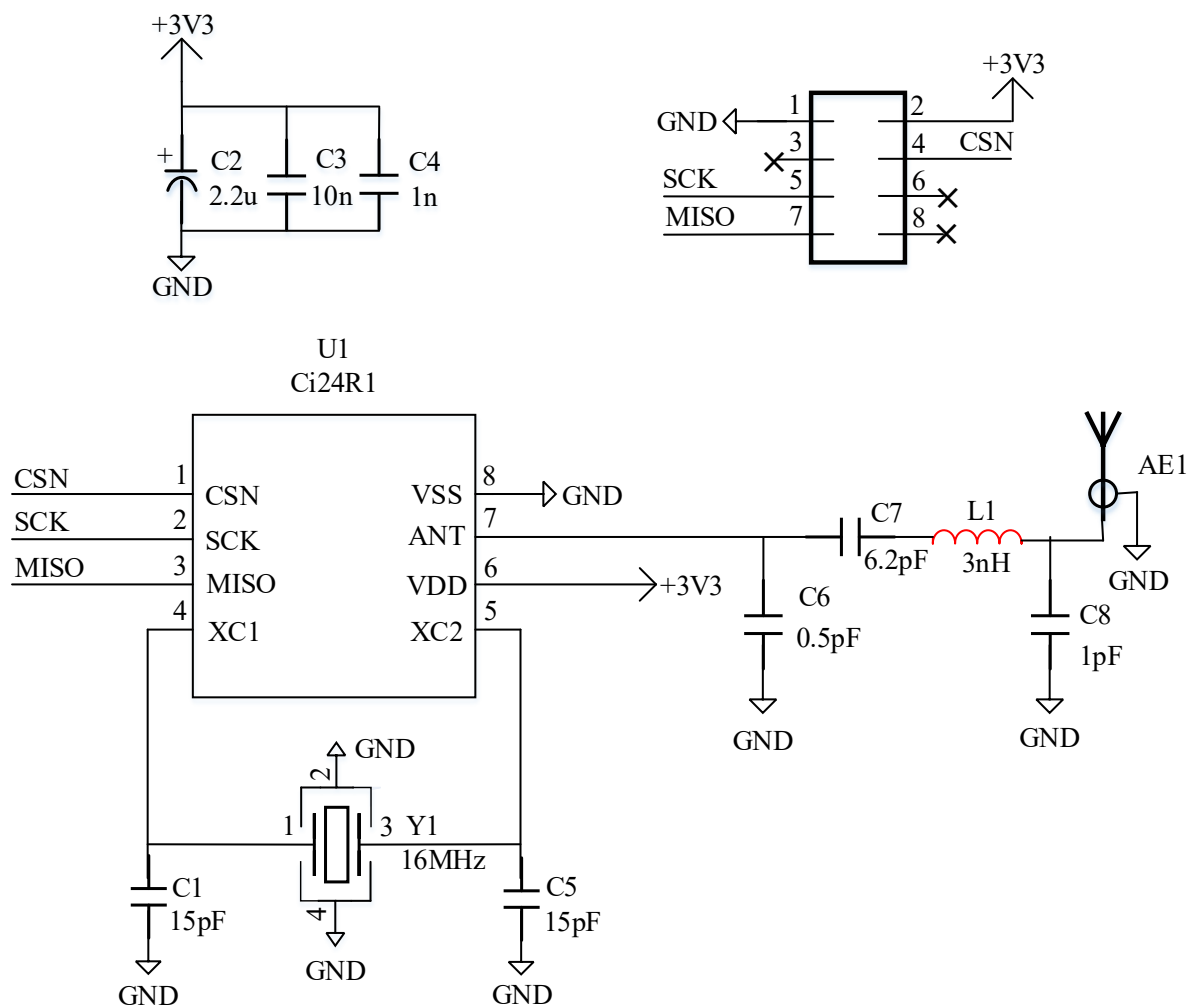 +3V3
+ C2
2.2u
C3
10n
C4
1n
GND
+3V3
GND 1 2
3 4 CSN
SCK 5 6
MISO 7 8
U1
Ci24R1
CSN 1 CSN VSS 8 GND
SCK 2 SCK ANT 7
MISO 3 MISO VDD 6 +3V3
4 XC1 XC2 5
C7
6.2pF
L1
3nH
AE1
GND
C6
0.5pF
GND
C8
1pF
GND
GND
2
1 3 Y1
16MHz
4
GND
C1
15pF
GND
C5
15pF
GND